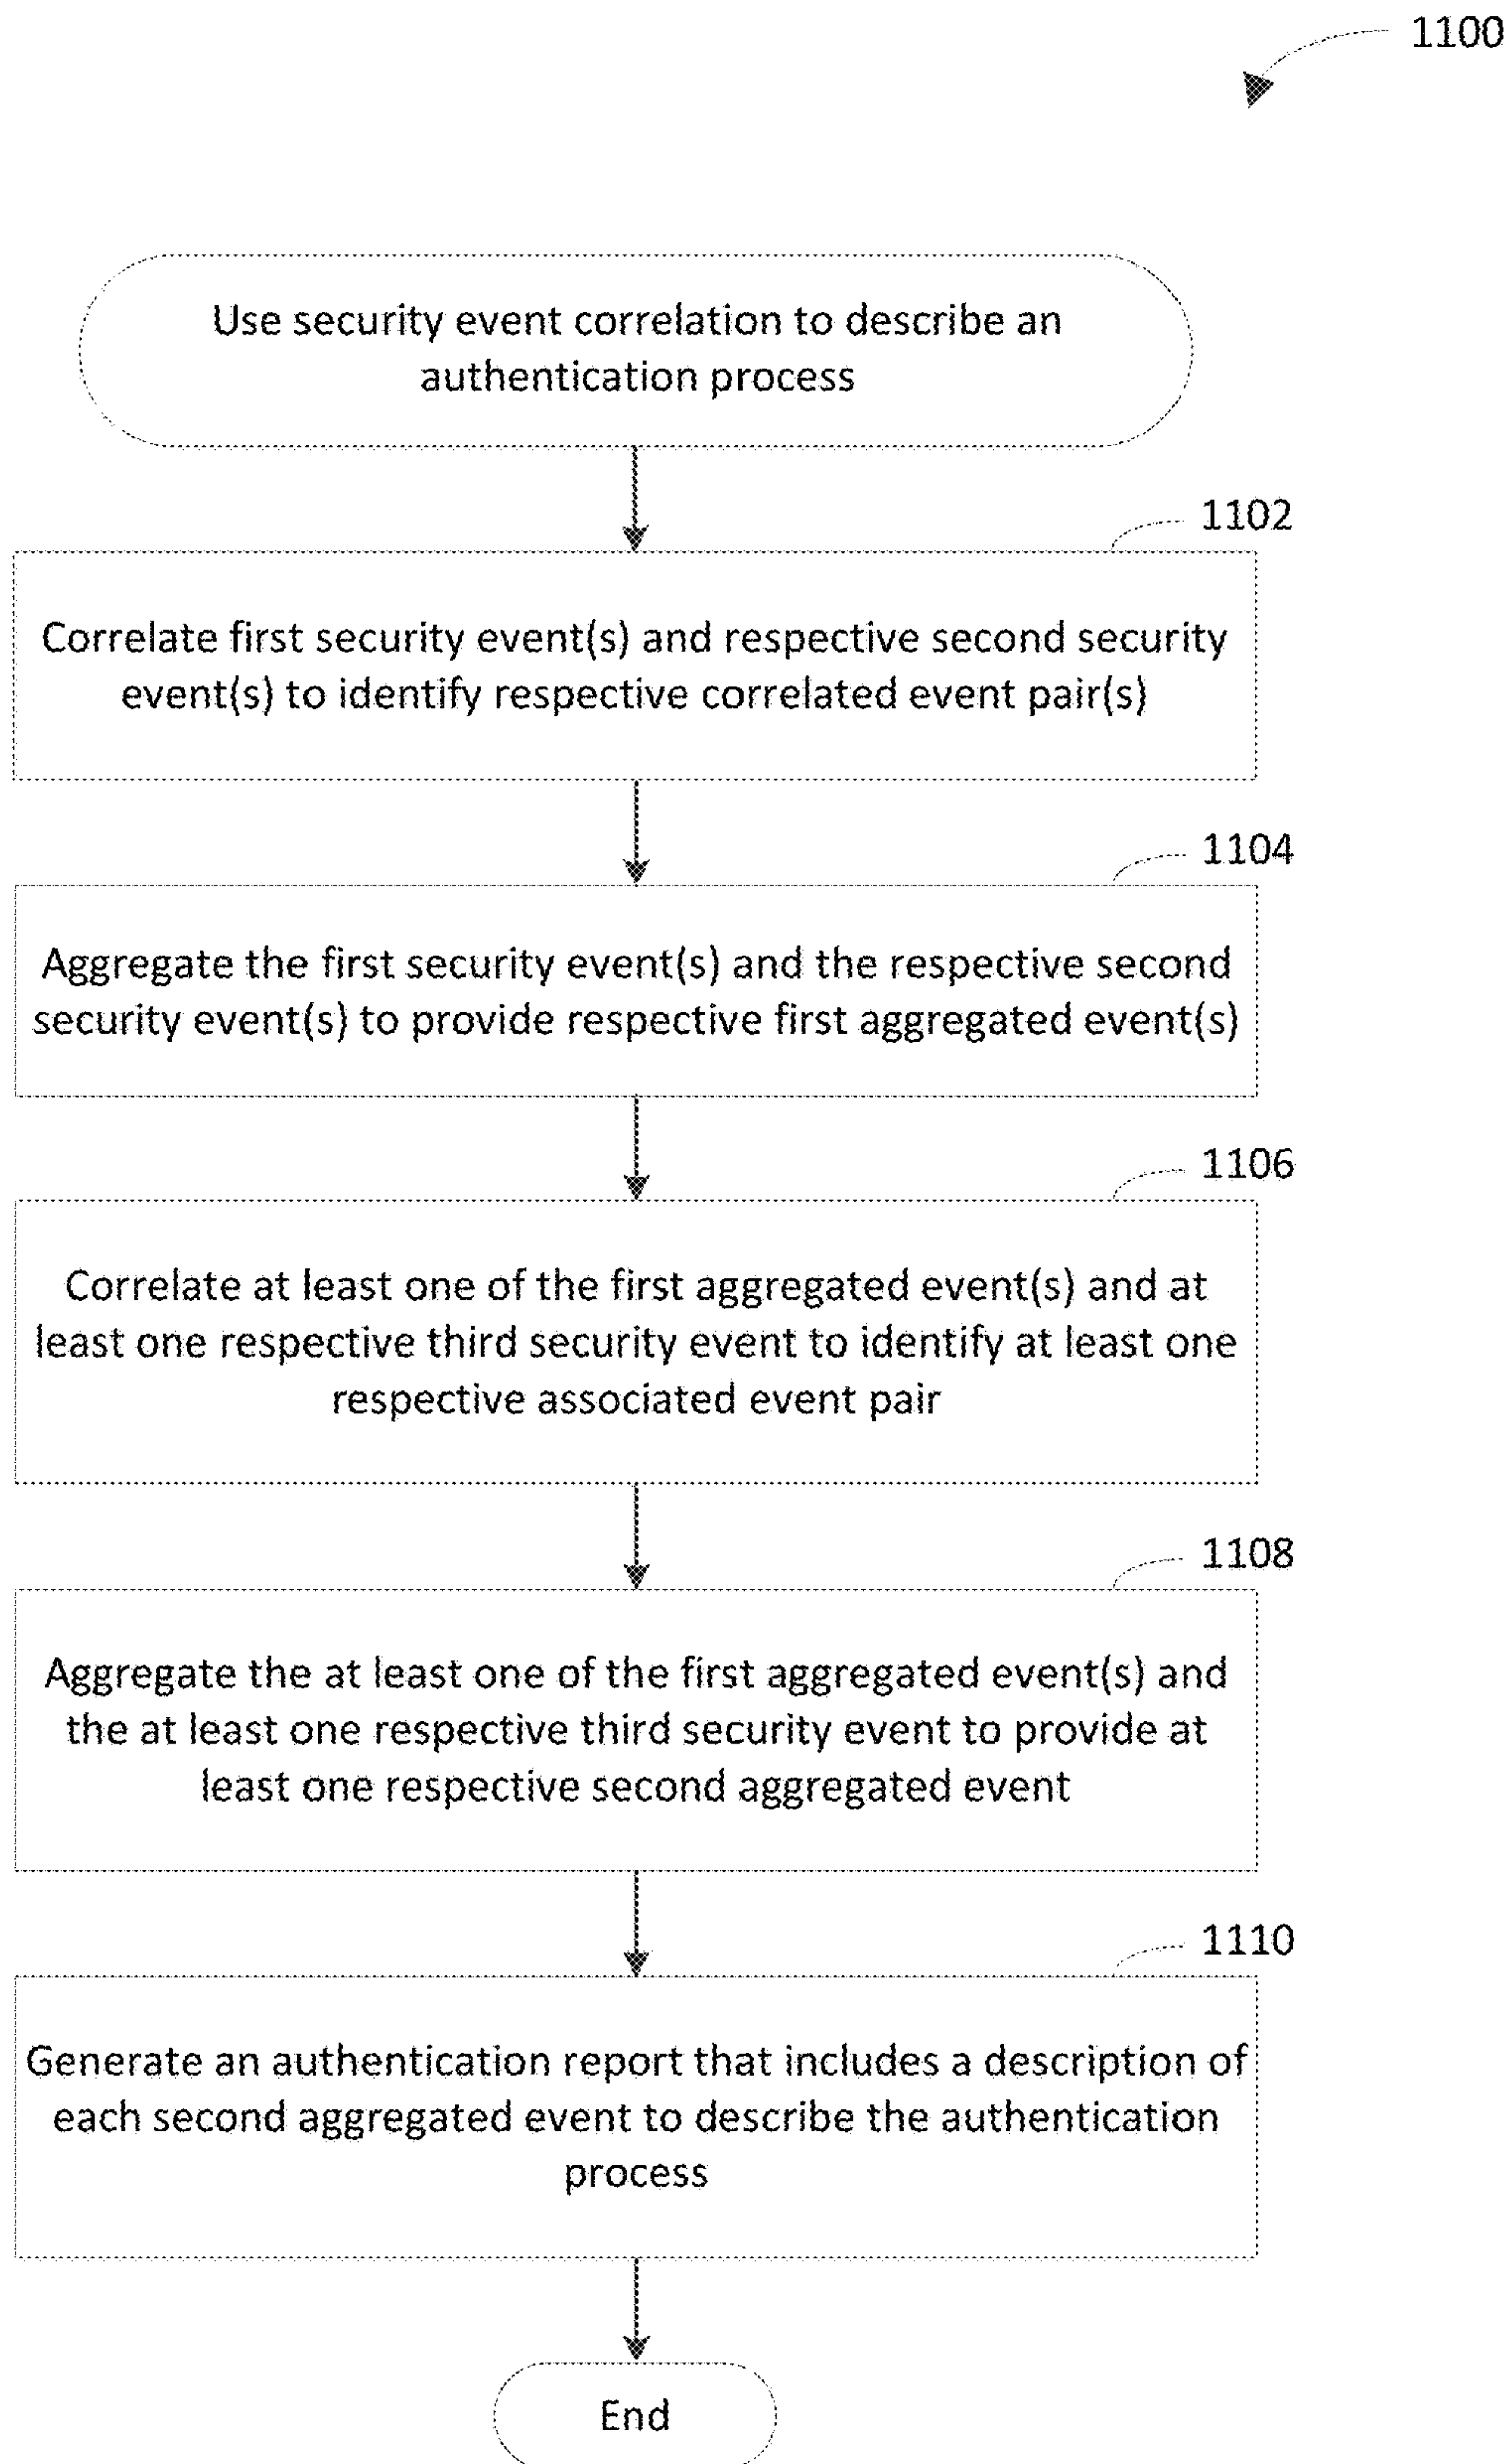 1100
Use security event correlation to describe an
authentication process
1102
Correlate first security event(s) and respective second security
event(s) to identify respective correlated event pair(s)
1104
Aggregate the first security event(s) and the respective second
security event(s) to provide respective first aggregated event(s)
1106
Correlate at least one of the first aggregated event(s) and at
least one respective third security event to identify at least one
respective associated event pair
1108
Aggregate the at least one of the first aggregated event(s) and
the at least one respective third security event to provide at
least one respective second aggregated event
1110
Generate an authentication report that includes a description of
each second aggregated event to describe the authentication
process
End